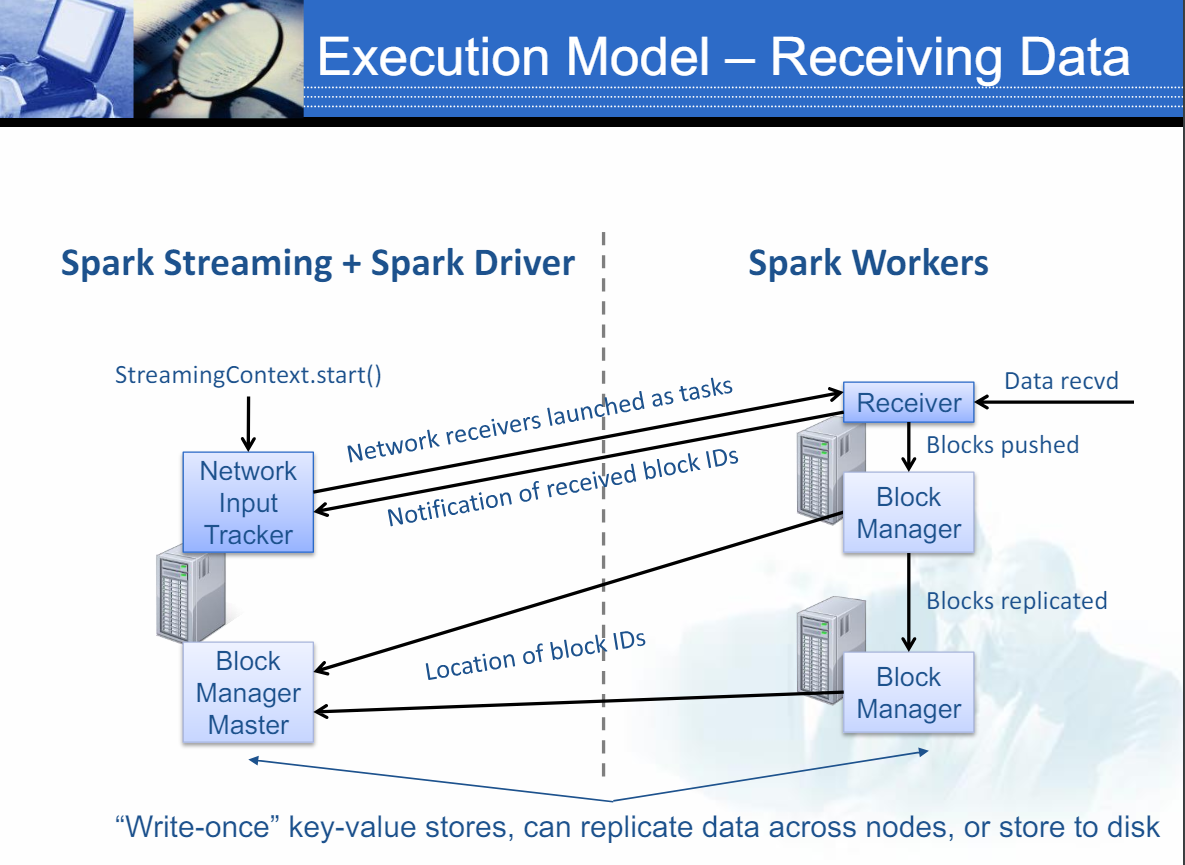 Execution Model – Receiving Data
Spark Streaming + Spark Driver
Spark Workers
StreamingContext.start()
Network receivers launched as tasks
Receiver
Data recvd
Blocks pushed
Network
Input
Tracker
Notification of received block IDs
Block
Manager
Blocks replicated
Location of block IDs
Block
Manager
Master
Block
Manager
“Write-once” key-value stores, can replicate data across nodes, or store to disk